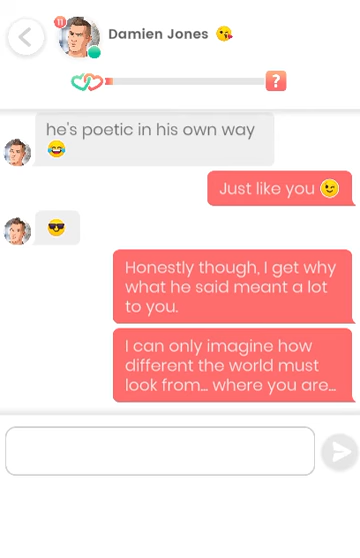 11
Damien Jones 😘
?
he's poetic in his own way
😂
Just like you 😉
😎
Honestly though, I get why
what he said meant a lot
to you.
I can only imagine how
different the world must
look from... where you are...